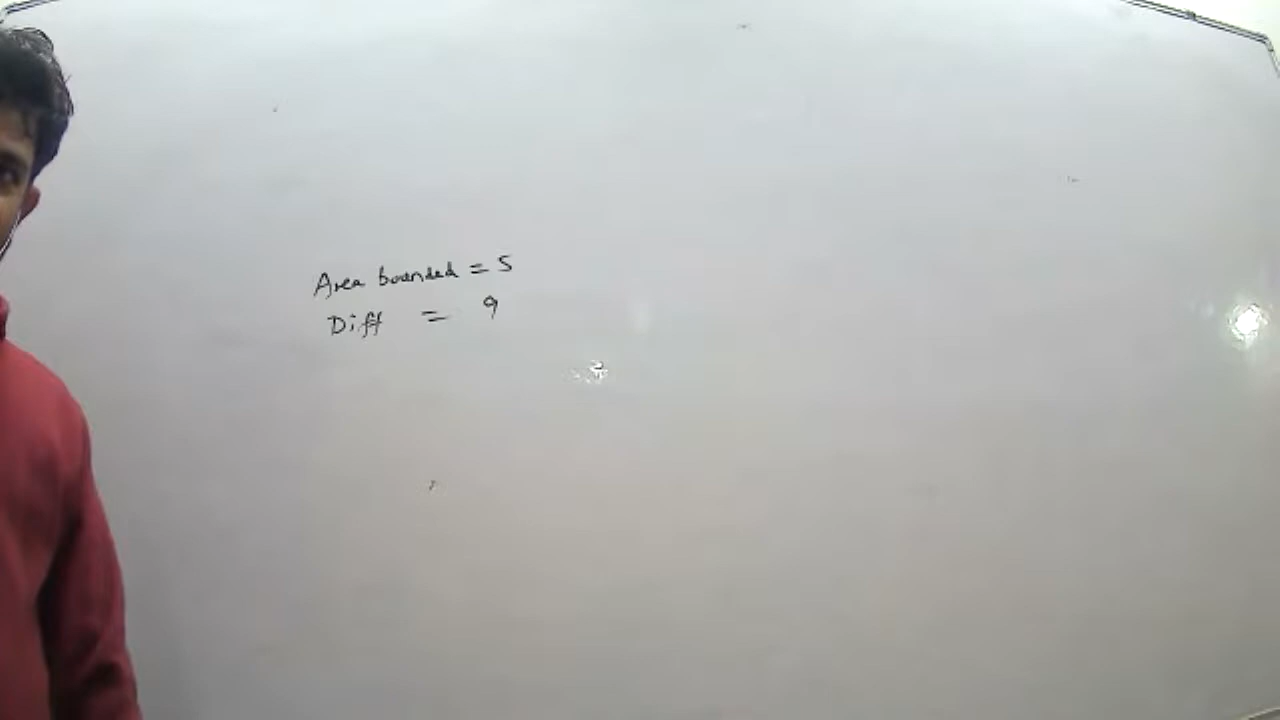 Area bounded = 5
Diff = 9